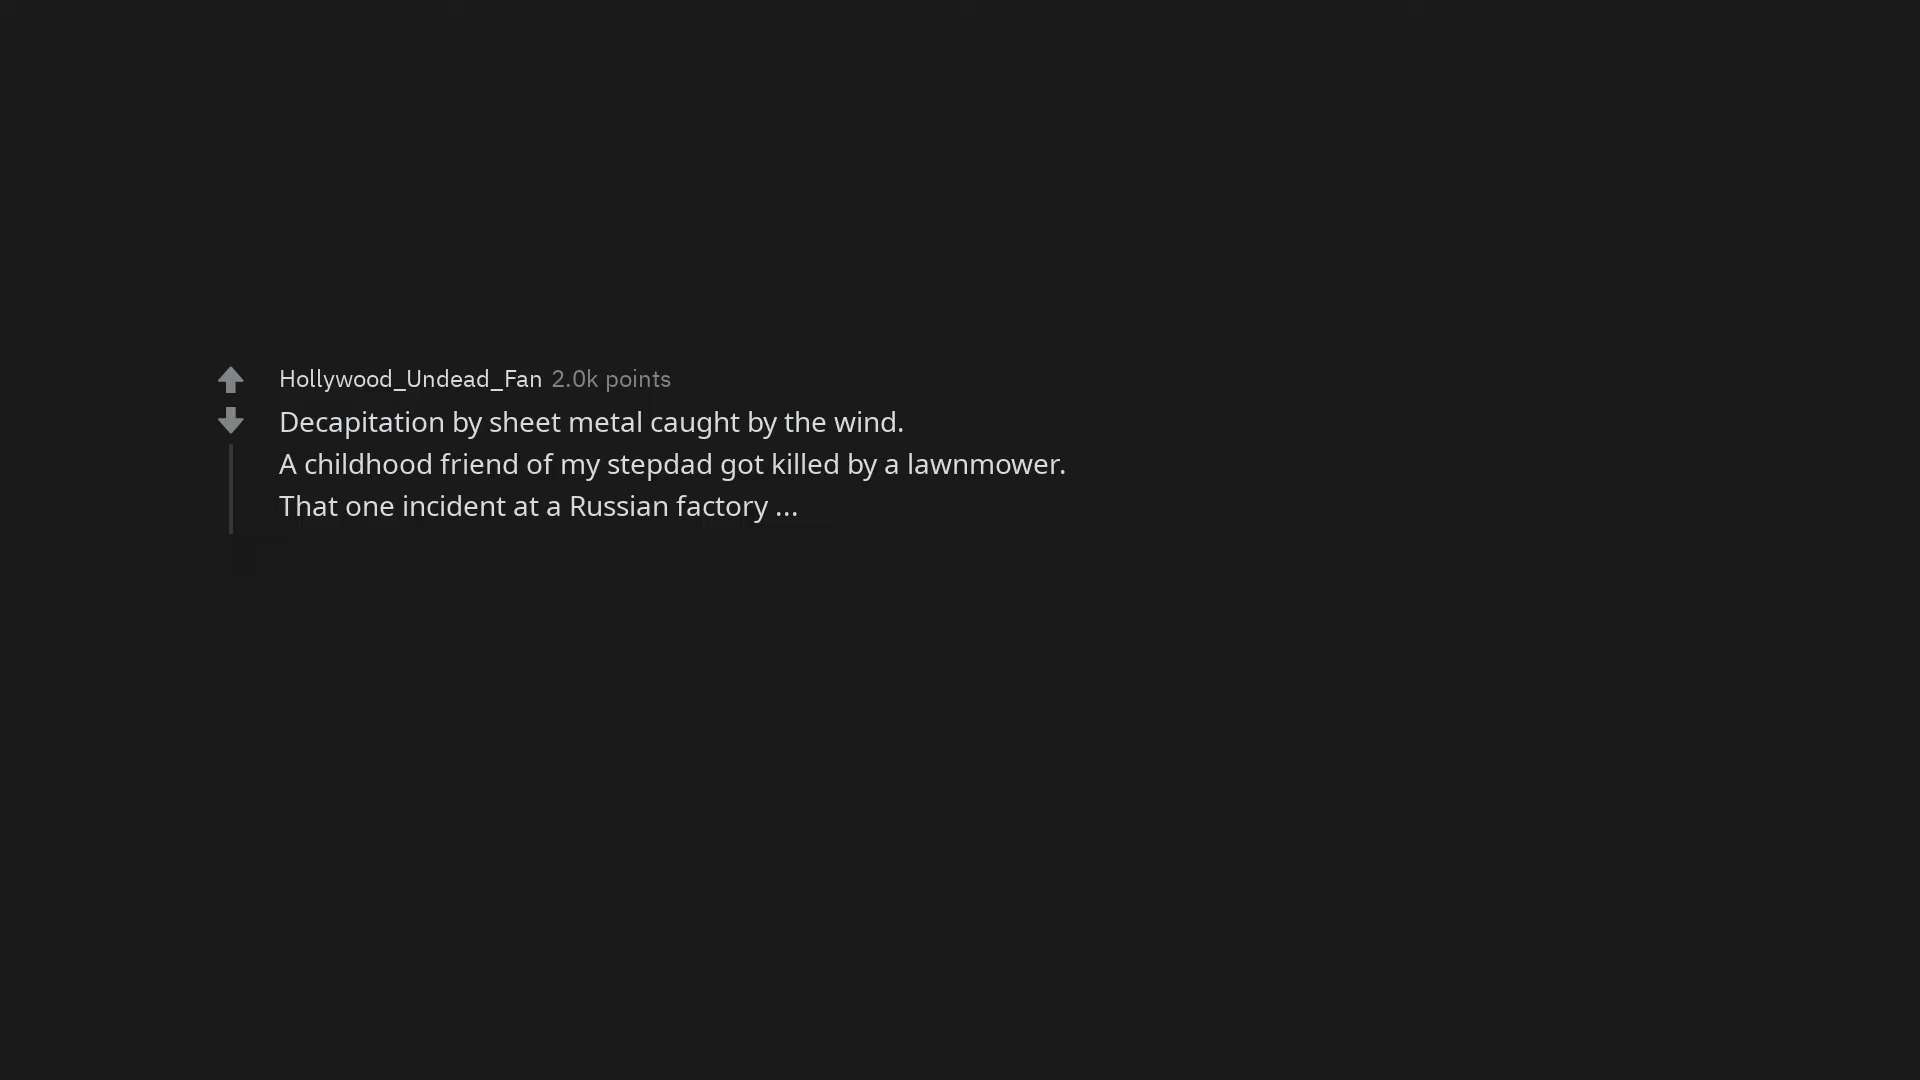 Hollywood_Undead_Fan 2.0k points
Decapitation by sheet metal caught by the wind.
A childhood friend of my stepdad got killed by a lawnmower.
That one incident at a Russian factory ...